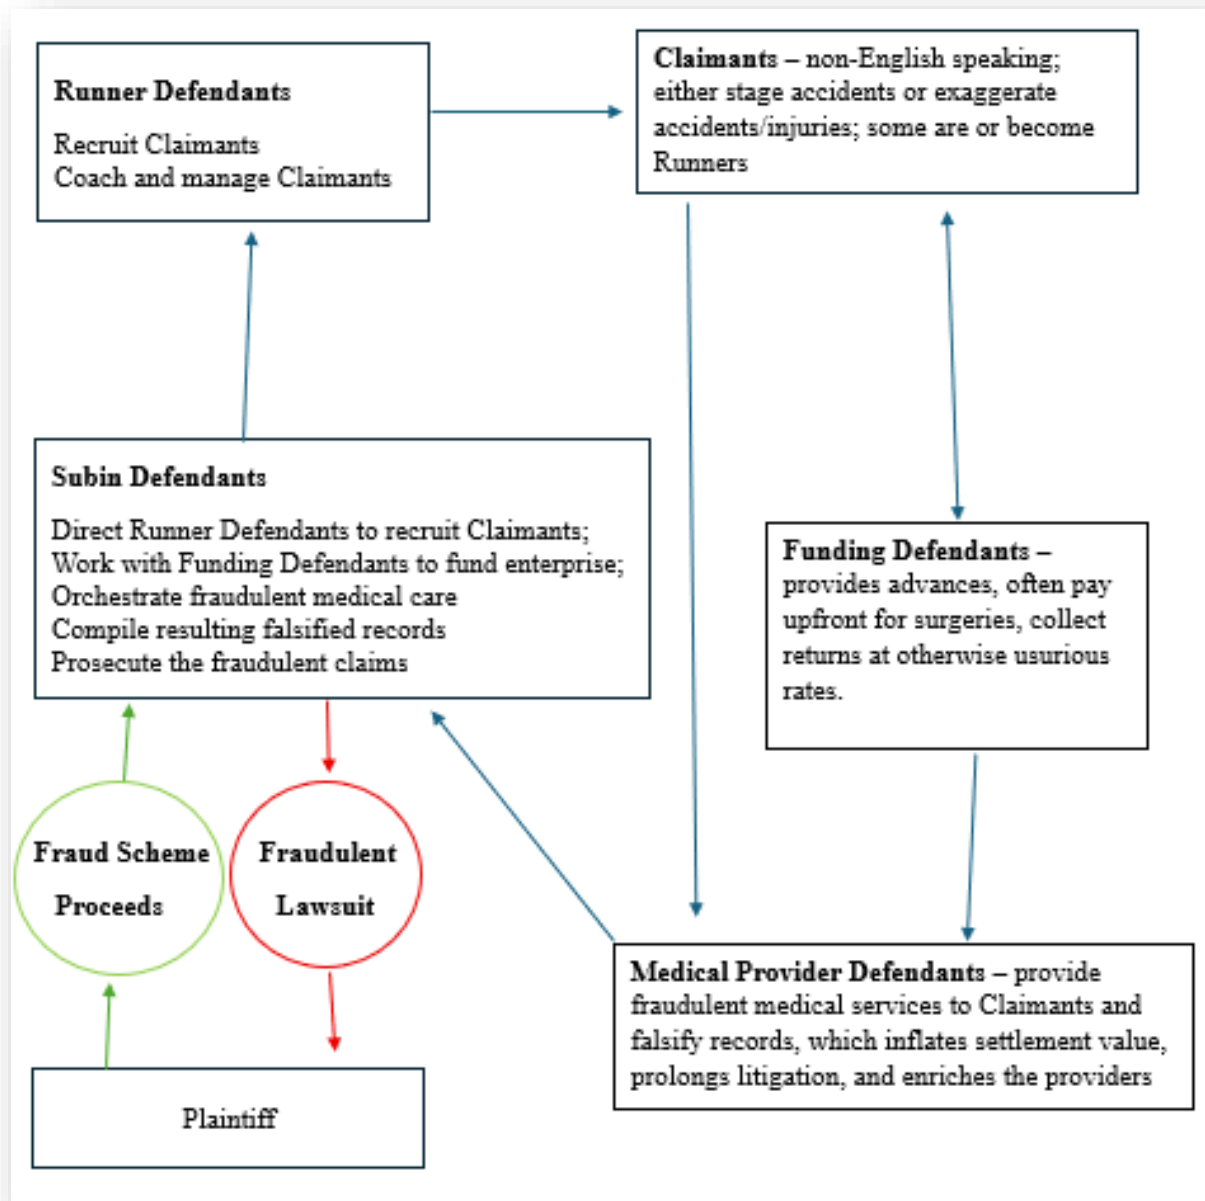 Runner Defendants
Recruit Claimants
Coach and manage Claimants
Claimants – non-English speaking;
either stage accidents or exaggerate
accidents/injuries; some are or become
Runners
Subin Defendants
Direct Runner Defendants to recruit Claimants;
Work with Funding Defendants to fund enterprise;
Orchestrate fraudulent medical care
Compile resulting falsified records
Prosecute the fraudulent claims
Funding Defendants –
provides advances, often pay
upfront for surgeries, collect
returns at otherwise usurious
rates.
Fraud Scheme
Proceeds
Fraudulent
Lawsuit
Medical Provider Defendants – provide
fraudulent medical services to Claimants and
falsify records, which inflates settlement value,
prolongs litigation, and enriches the providers
Plaintiff